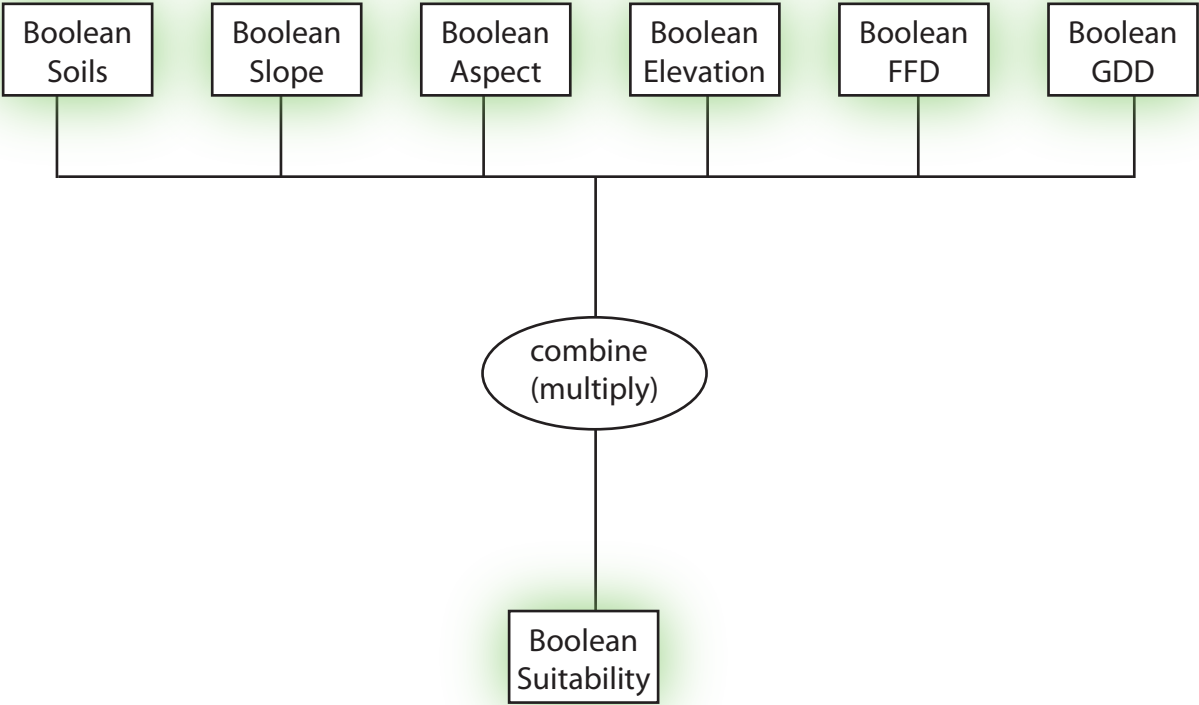 Boolean
Soils
Boolean
Slope
Boolean
Aspect
Boolean
Elevation
Boolean
FFD
Boolean
GDD
combine
(multiply)
Boolean
Suitability